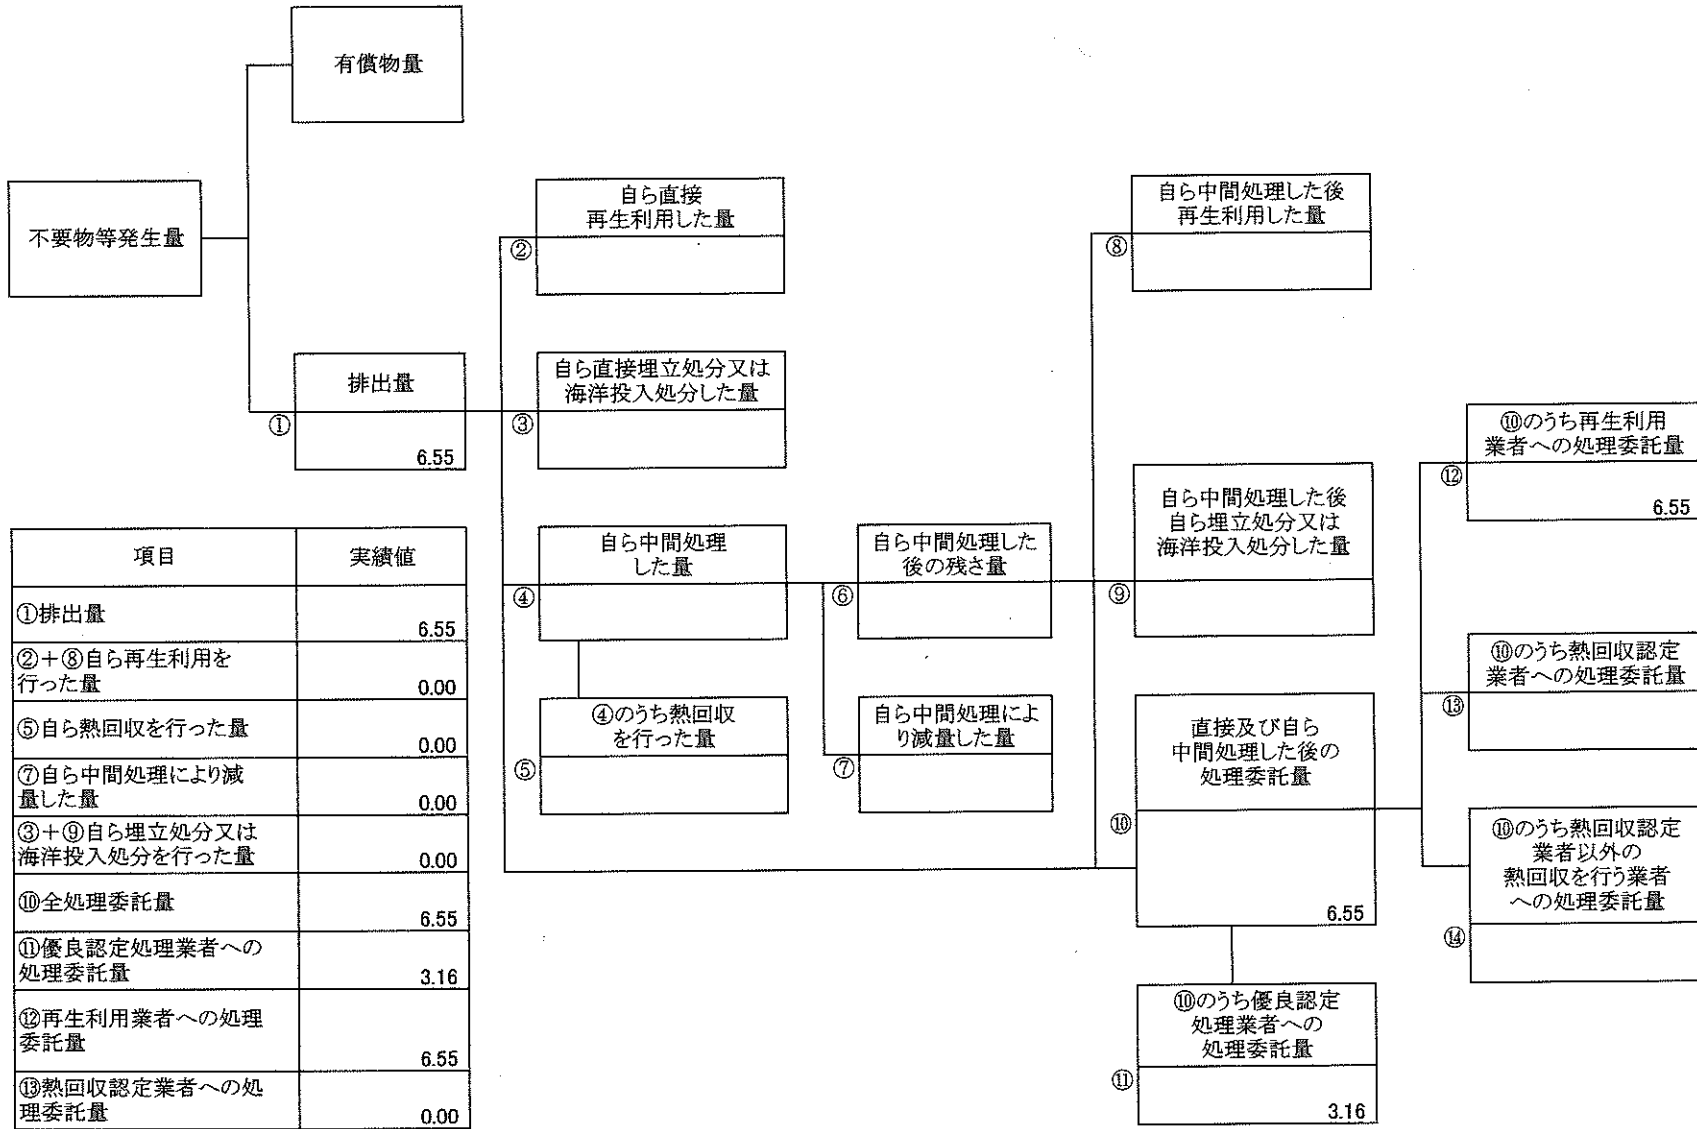 有償物量
不要物等発生量
自ら直接
再生利用した量
②
自ら中間処理した後
再生利用した量
⑧
排出量
①
6.55
自ら直接埋立処分又は
海洋投入処分した量
③
⑩のうち再生利用
業者への処理委託量
⑫
6.55
自ら中間処理
した量
④
自ら中間処理した
後の残さ量
⑥
自ら中間処理した後
自ら埋立処分又は
海洋投入処分した量
⑨
⑩のうち熱回収認定
業者への処理委託量
⑬
④のうち熱回収
を行った量
⑤
自ら中間処理によ
り減量した量
⑦
直接及び自ら
中間処理した後の
処理委託量
⑩
6.55
⑩のうち熱回収認定
業者以外の
熱回収を行う業者
への処理委託量
⑭
⑩のうち優良認定
処理業者への
処理委託量
⑪
3.16
項目 実績値
①排出量
6.55
②+⑧自ら再生利用を
行った量 0.00
⑤自ら熱回収を行った量
0.00
⑦自ら中間処理により減
量した量 0.00
③+⑨自ら埋立処分又は
海洋投入処分を行った量 0.00
⑩全処理委託量
6.55
⑪優良認定処理業者への
処理委託量 3.16
⑫再生利用業者への処理
委託量
6.55
⑬熱回収認定業者への処
理委託量 0.00